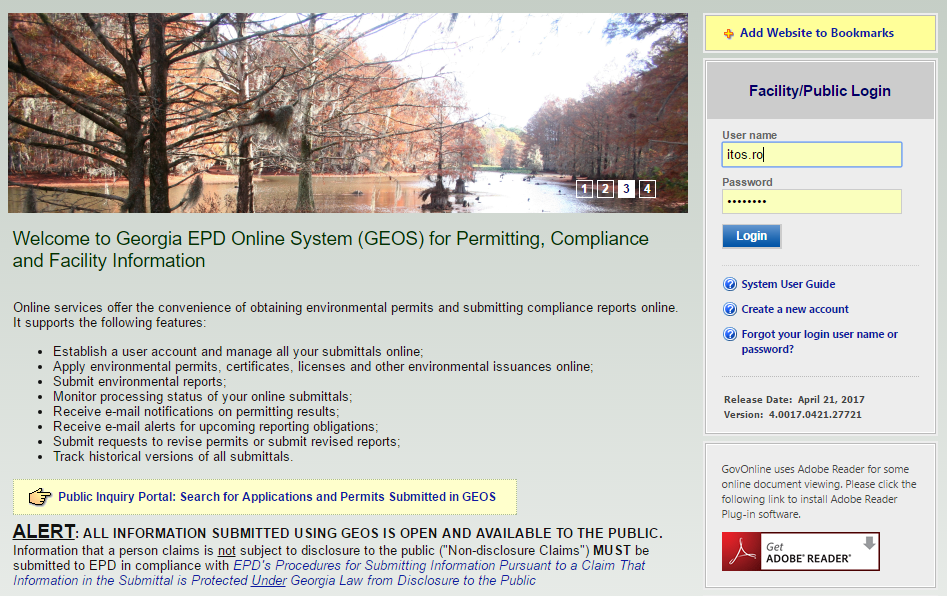 Add Website to Bookmarks
Facility/Public Login
User name
itos.ro
Password
••••••••
Login
System User Guide
Create a new account
Forgot your login user name or
password?
Release Date: April 21, 2017
Version: 4.0017.0421.27721
GovOnline uses Adobe Reader for some
online document viewing. Please click the
following link to install Adobe Reader
Plug-in software.
Get
ADOBE® READER®
1 2 3 4
Welcome to Georgia EPD Online System (GEOS) for Permitting, Compliance
and Facility Information
Online services offer the convenience of obtaining environmental permits and submitting compliance reports online.
It supports the following features:
• Establish a user account and manage all your submittals online;
• Apply environmental permits, certificates, licenses and other environmental issuances online;
• Submit environmental reports;
• Monitor processing status of your online submittals;
• Receive e-mail notifications on permitting results;
• Receive e-mail alerts for upcoming reporting obligations;
• Submit requests to revise permits or submit revised reports;
• Track historical versions of all submittals.
Public Inquiry Portal: Search for Applications and Permits Submitted in GEOS
ALERT: ALL INFORMATION SUBMITTED USING GEOS IS OPEN AND AVAILABLE TO THE PUBLIC.
Information that a person claims is not subject to disclosure to the public ("Non-disclosure Claims") MUST be
submitted to EPD in compliance with EPD's Procedures for Submitting Information Pursuant to a Claim That
Information in the Submittal is Protected Under Georgia Law from Disclosure to the Public